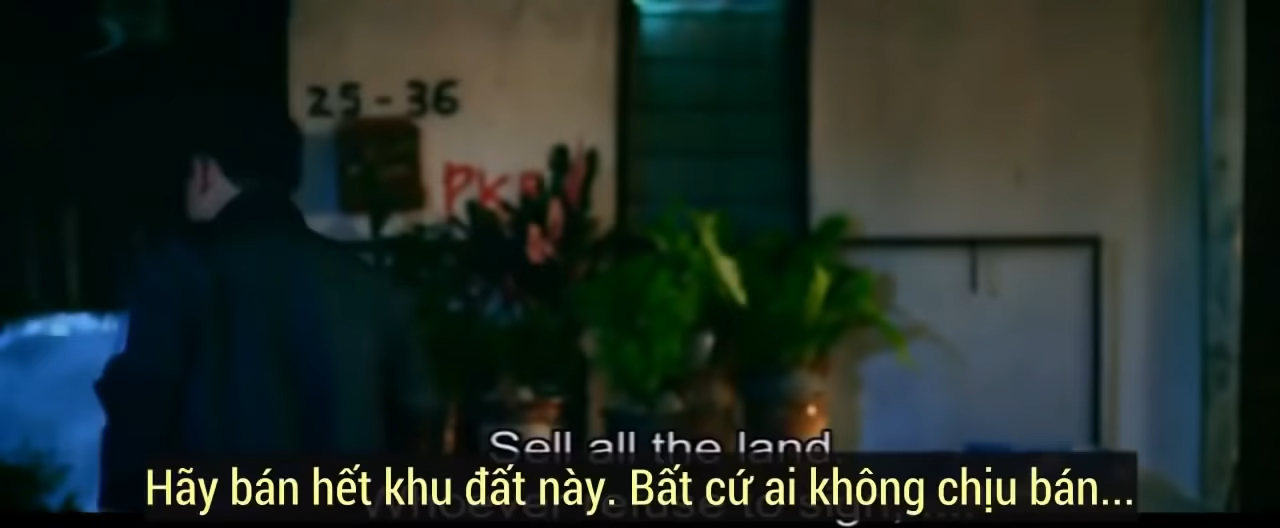 25-36
Sell all the land.
Hãy bán hết khu đất này. Bất cứ ai không chịu bán...